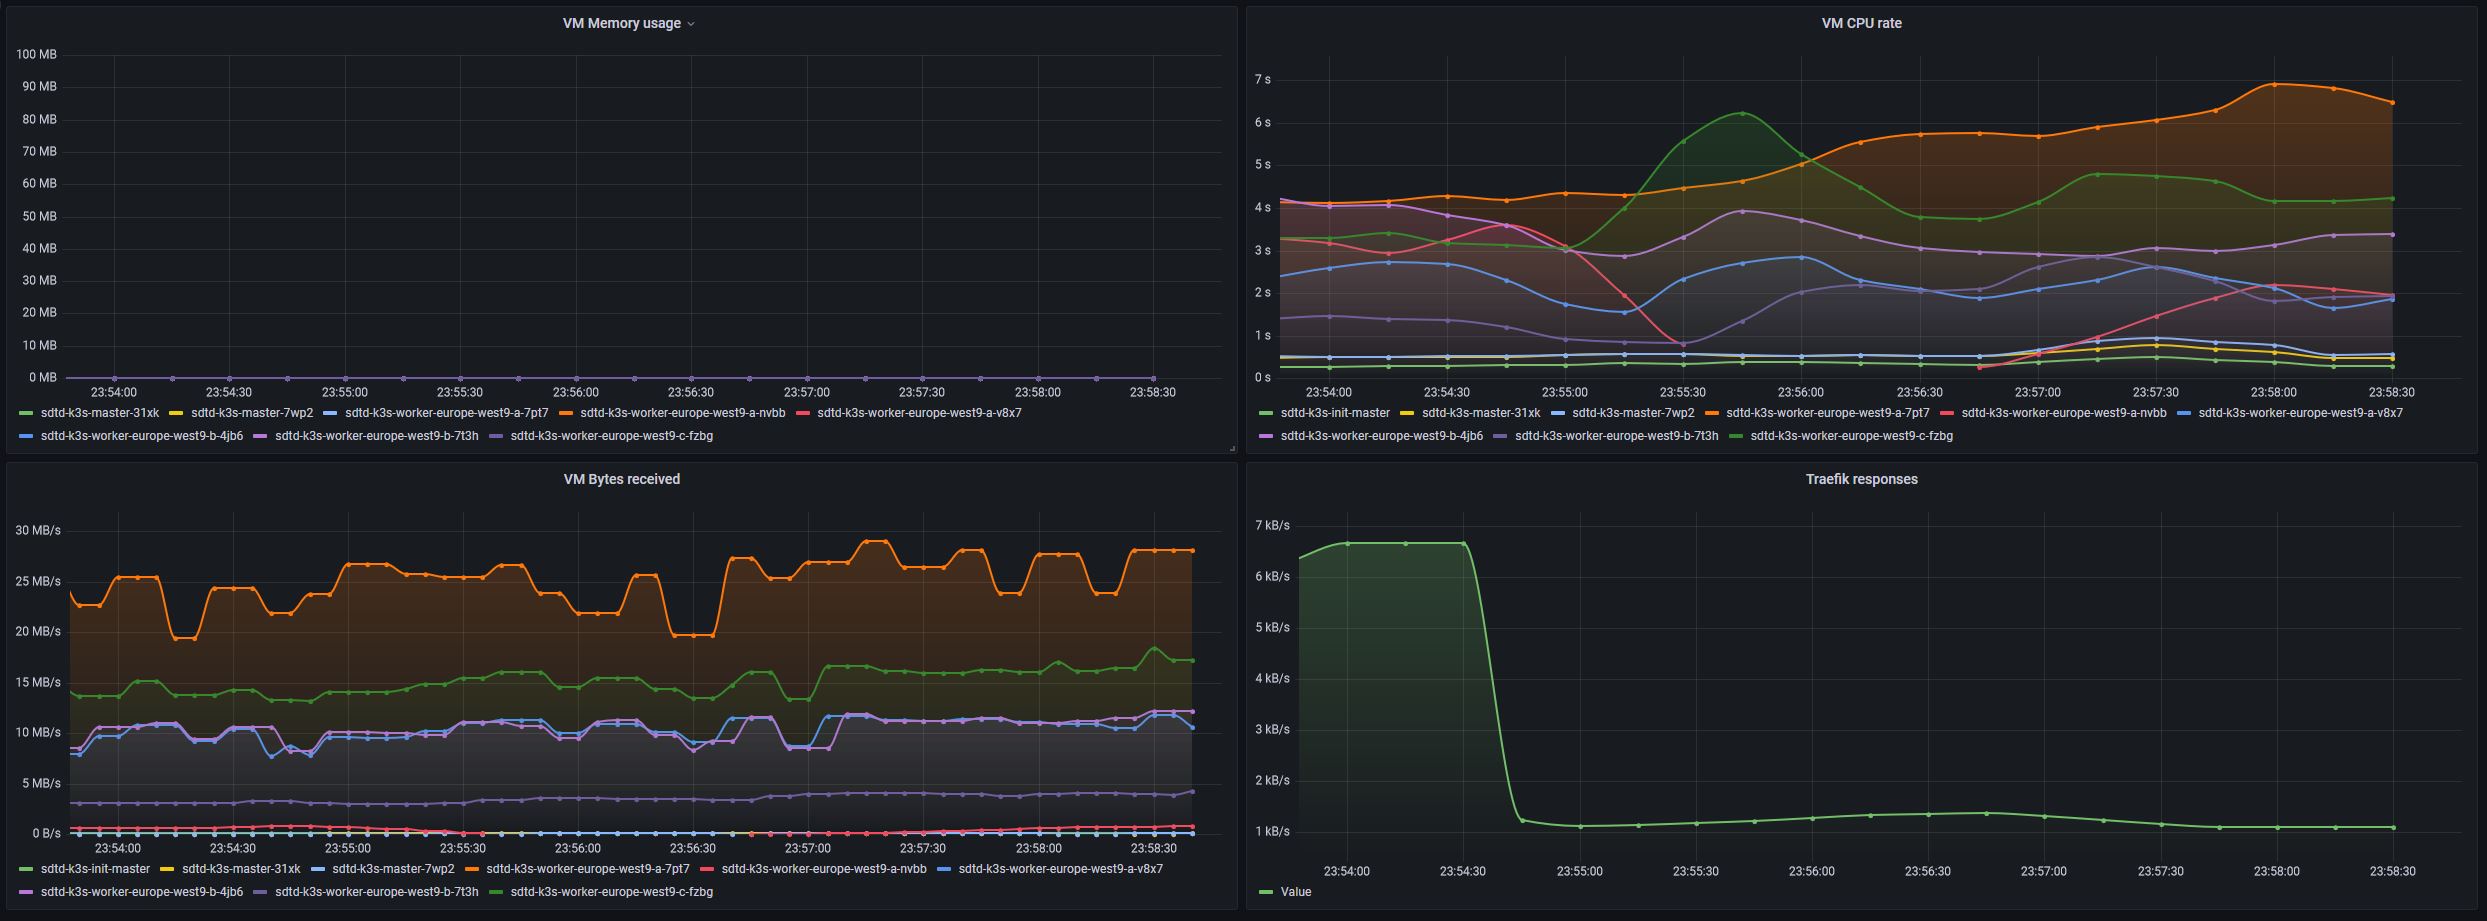 VM Memory usage
100 MB
90 MB
80 MB
70 MB
60 MB
50 MB
40 MB
30 MB
20 MB
10 MB
0 MB
23:54:00 23:54:30 23:55:00 23:55:30 23:56:00 23:56:30 23:57:00 23:57:30 23:58:00 23:58:30
sdtd-k3s-master-31xk sdtd-k3s-master-7wp2 sdtd-k3s-worker-europe-west9-a-7pt7 sdtd-k3s-worker-europe-west9-a-nvbb sdtd-k3s-worker-europe-west9-a-v8x7
sdtd-k3s-worker-europe-west9-b-4jb6 sdtd-k3s-worker-europe-west9-b-7t3h sdtd-k3s-worker-europe-west9-c-fzbg
VM CPU rate
7 s
6 s
5 s
4 s
3 s
2 s
1 s
0 s
23:54:00 23:54:30 23:55:00 23:55:30 23:56:00 23:56:30 23:57:00 23:57:30 23:58:00 23:58:30
sdtd-k3s-init-master sdtd-k3s-master-31xk sdtd-k3s-master-7wp2 sdtd-k3s-worker-europe-west9-a-7pt7 sdtd-k3s-worker-europe-west9-a-nvbb sdtd-k3s-worker-europe-west9-a-v8x7
sdtd-k3s-worker-europe-west9-b-4jb6 sdtd-k3s-worker-europe-west9-b-7t3h sdtd-k3s-worker-europe-west9-c-fzbg
VM Bytes received
30 MB/s
25 MB/s
20 MB/s
15 MB/s
10 MB/s
5 MB/s
0 B/s
23:54:00 23:54:30 23:55:00 23:55:30 23:56:00 23:56:30 23:57:00 23:57:30 23:58:00 23:58:30
sdtd-k3s-init-master sdtd-k3s-master-31xk sdtd-k3s-master-7wp2 sdtd-k3s-worker-europe-west9-a-7pt7 sdtd-k3s-worker-europe-west9-a-nvbb sdtd-k3s-worker-europe-west9-a-v8x7
sdtd-k3s-worker-europe-west9-b-4jb6 sdtd-k3s-worker-europe-west9-b-7t3h sdtd-k3s-worker-europe-west9-c-fzbg
Traefik responses
7 kB/s
6 kB/s
5 kB/s
4 kB/s
3 kB/s
2 kB/s
1 kB/s
23:54:00 23:54:30 23:55:00 23:55:30 23:56:00 23:56:30 23:57:00 23:57:30 23:58:00 23:58:30
Value